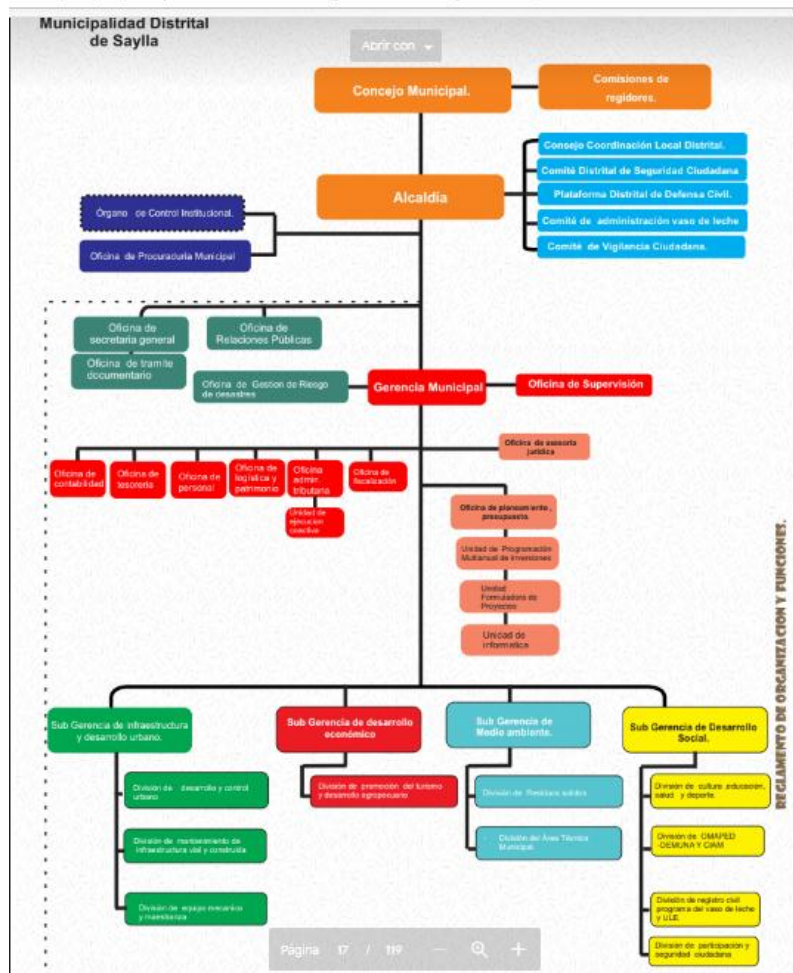 Municipalidad Distrital
de Saylla
Abrir con
Concejo Municipal.
Comisiones de
regidores.
Alcaldía
Consejo Coordinación Local Distrital.
Comité Distrital de Seguridad Ciudadana
Plataforma Distrital de Defensa Civil.
Comité de administración vaso de leche
Comité de Vigilancia Ciudadana.
Órgano de Control Institucional.
Oficina de Procuraduria Municipal
Oficina de
secretaria general
Oficina de
Relaciones Públicas
Oficina de tramite
documentario
Oficina de Gestion de Riesgo
de desastres
Gerencia Municipal
Oficina de Supervisión
Oficina de asesoria
juridica
Oficina de
contabilidad
Oficina de
tesoreria
Oficina de
personal
Oficina de
logística y
patrimonio
Oficina
admin.
tributaria
Oficina de
fiscalización
Unidad de
ejecucion
coactiva
Oficina de planeamiento ,
presupuesto.
Unidad de Programación
Multianual de Inversiones
Unidad
Formuladora de
Proyectos
Unidad de
informatica
REGLAMENTO DE ORGANIZACION Y FUNCIONES.
Sub Gerencia de infraestructura
y desarrollo urbano.
Sub Gerencia de desarrollo
económico
Sub Gerencia de
Medio ambiente.
Sub Gerencia de Desarrollo
Social.
División de desarrollo y control
urbano
División de promoción del turismo
y desarrollo agropecuario
División de Residuos solidos
División de cultura ,educación,
salud y deporte.
División de mantenimiento de
infraestructura vial y construida
División del Área Técnica
Municipal
División de OMAPED
-DEMUNA Y CIAM
División de equipo mecanico
y maestranza
División de registro civil
programa del vaso de leche
y ULE
División de participación y
seguridad ciudadana
Página 17 / 119